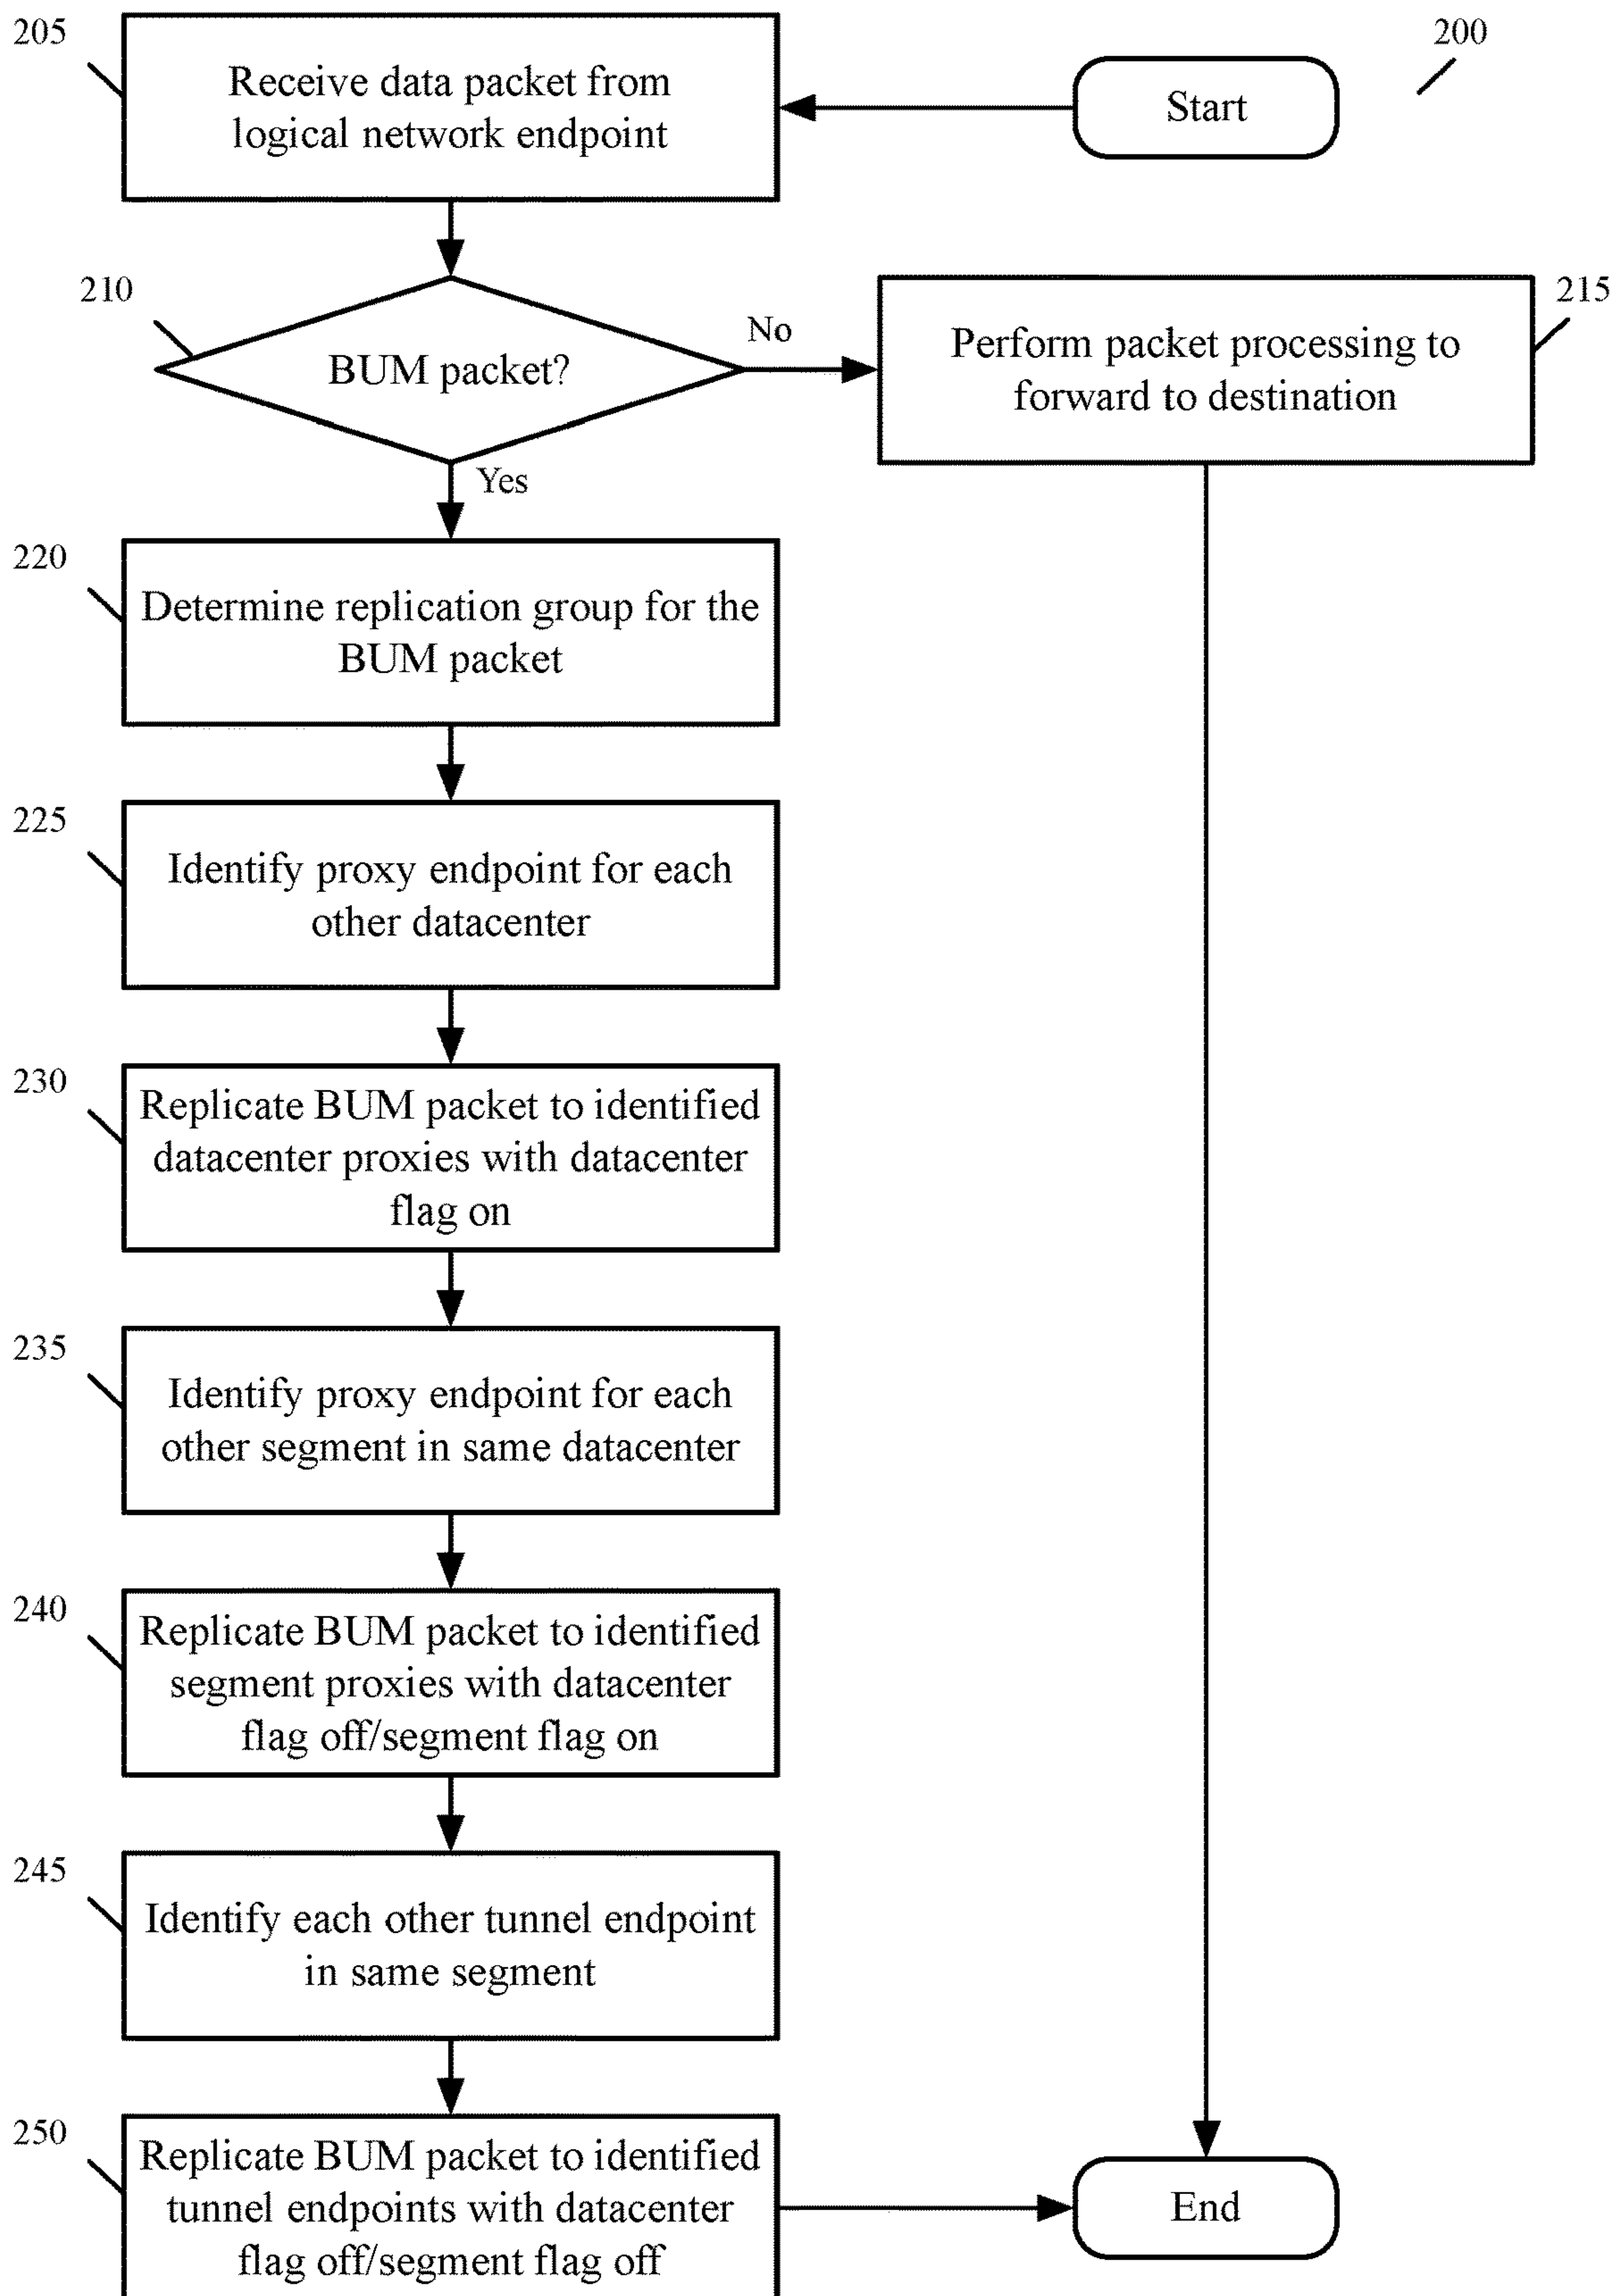 205
Receive data packet from
logical network endpoint
Start
200
210
BUM packet?
No
Perform packet processing to
forward to destination
215
Yes
220
Determine replication group for the
BUM packet
225
Identify proxy endpoint for each
other datacenter
230
Replicate BUM packet to identified
datacenter proxies with datacenter
flag on
235
Identify proxy endpoint for each
other segment in same datacenter
240
Replicate BUM packet to identified
segment proxies with datacenter
flag off/segment flag on
245
Identify each other tunnel endpoint
in same segment
250
Replicate BUM packet to identified
tunnel endpoints with datacenter
flag off/segment flag off
End